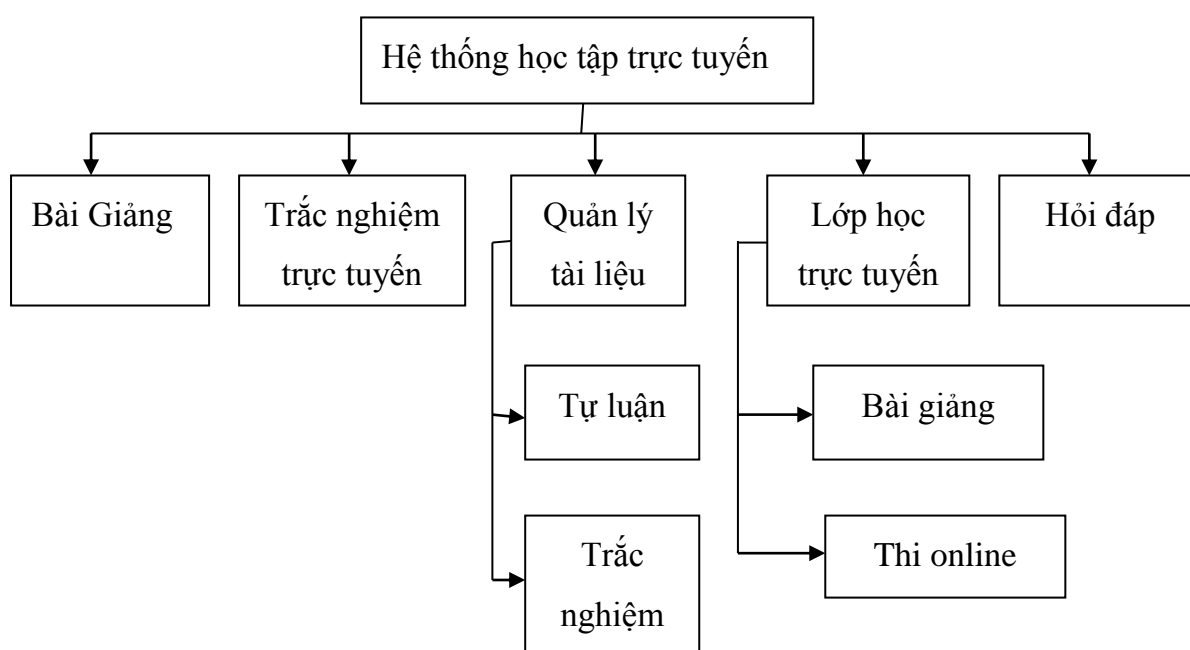 Hệ thống học tập trực tuyến
Bài Giảng
Trắc nghiệm
trực tuyến
Quản lý
tài liệu
Lớp học
trực tuyến
Hỏi đáp
Tự luận
Bài giảng
Trắc
nghiệm
Thi online